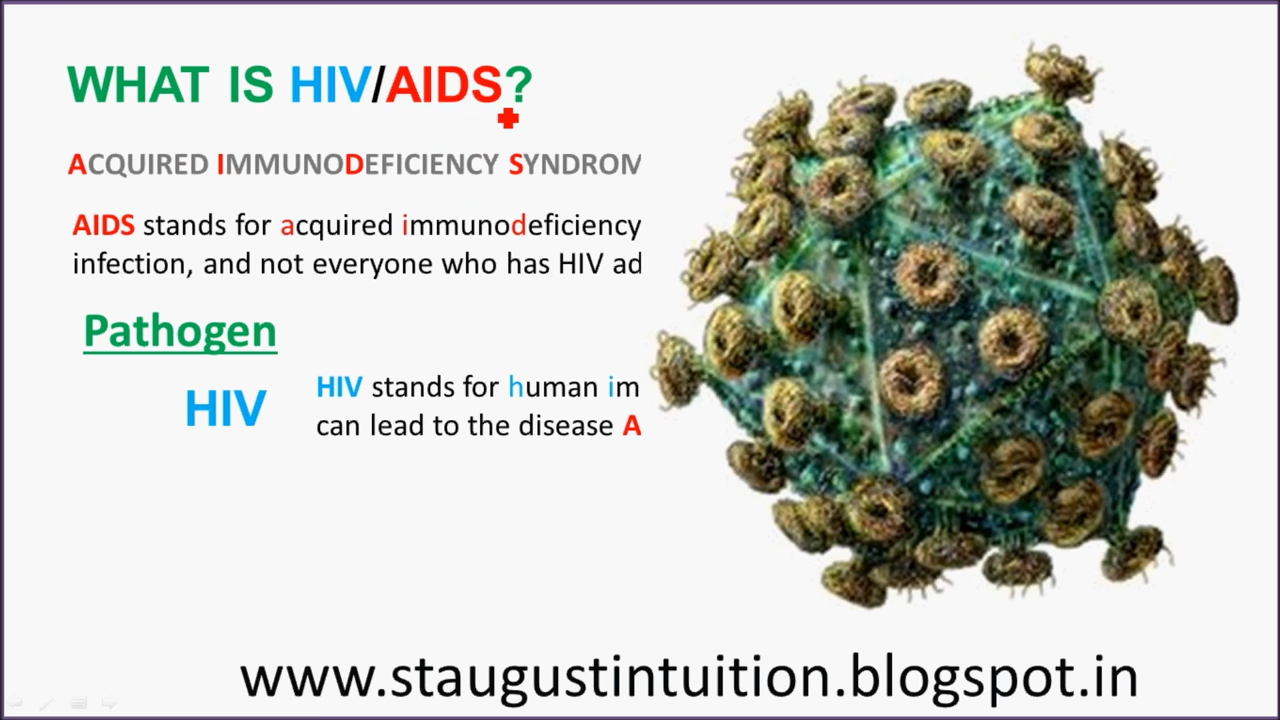 WHAT IS HIV/AIDS?
ACQUIRED IMMUNODEFICIENCY SYNDROM
AIDS stands for acquired immunodeficiency
infection, and not everyone who has HIV ad
Pathogen
HIV
HIV stands for human im
can lead to the disease A
www.staugustintuition.blogspot.in